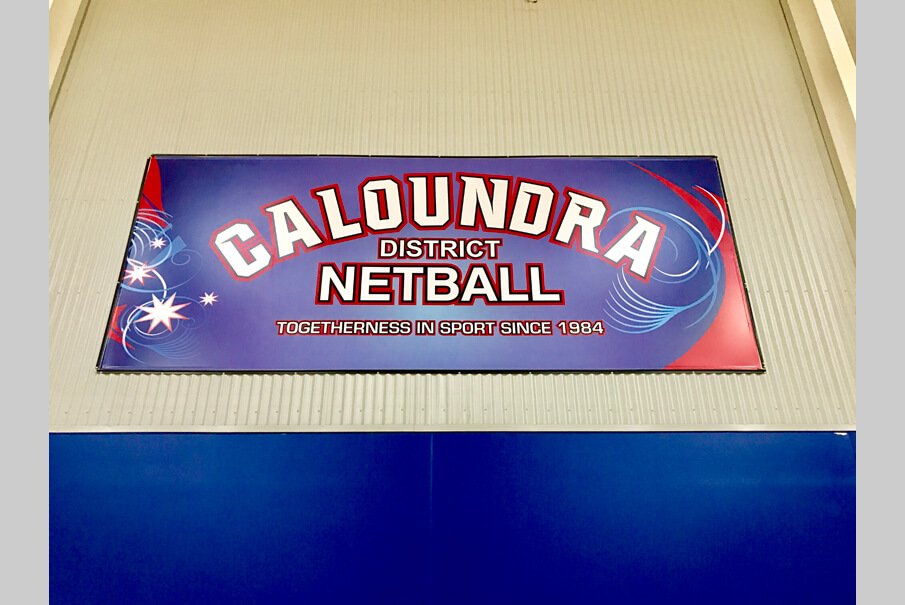 CALOUNDRA
DISTRICT
NETBALL
TOGETHERNESS IN SPORT SINCE 1984